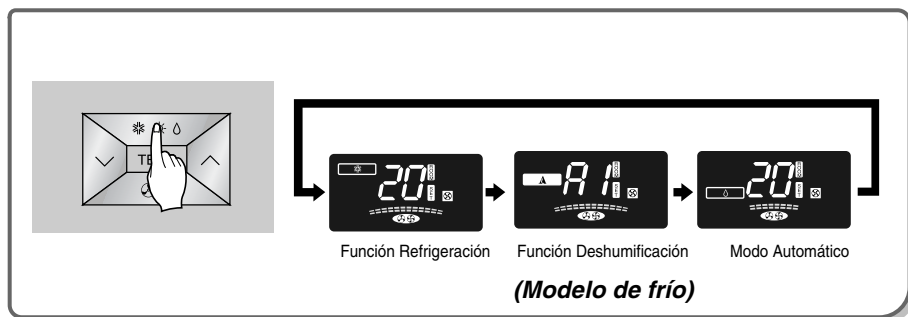 TE
20
A1
20
Función Refrigeración
Función Deshumificación
Modo Automático
(Modelo de frío)